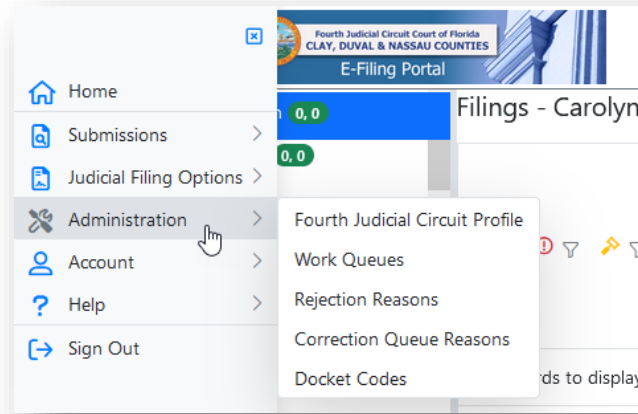 Fourth Judicial Circuit Court of Florida
CLAY, DUVAL & NASSAU COUNTIES
E-Filing Portal
Home
0, 0
Filings - Carolyn
Submissions
0, 0
Judicial Filing Options
Administration
Fourth Judicial Circuit Profile
Account
Work Queues
Help
Rejection Reasons
Sign Out
Correction Queue Reasons
Docket Codes
to display